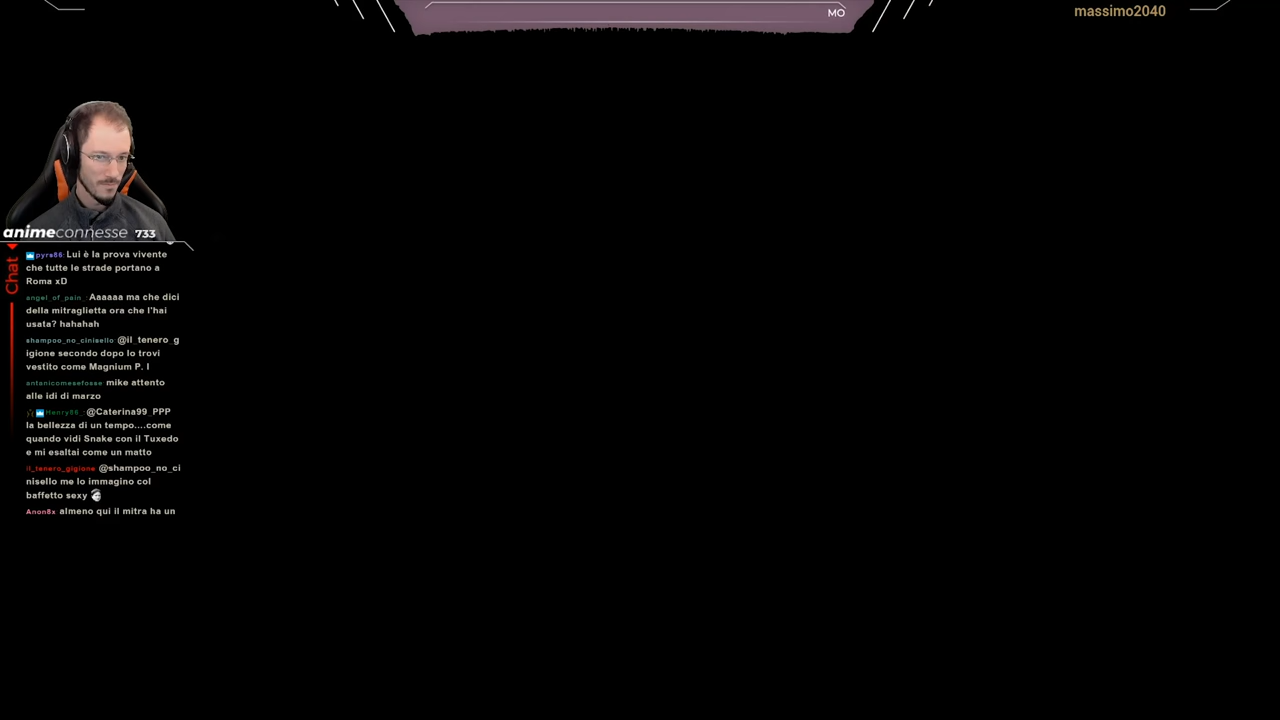 MO
massimo2040
animeconnesse 733
Chat
pyrs86: Lui è la prova vivente
che tutte le strade portano a
Roma xD
angel_of_pain_: Aaaaaa ma che dici
della mitraglietta ora che l'hai
usata? hahahah
shampoo_no_cinisello @il_tenero_g
igione secondo dopo lo trovi
vestito come Magnium P. I
antanicomesefosse mike attento
alle idi di marzo
Henry86_: @Caterina99_PPP
la bellezza di un tempo....come
quando vidi Snake con il Tuxedo
e mi esaltai come un matto
il_tenero_gigione @shampoo_no_ci
nisello me lo immagino col
baffetto sexy
Anon8x almeno qui il mitra ha un